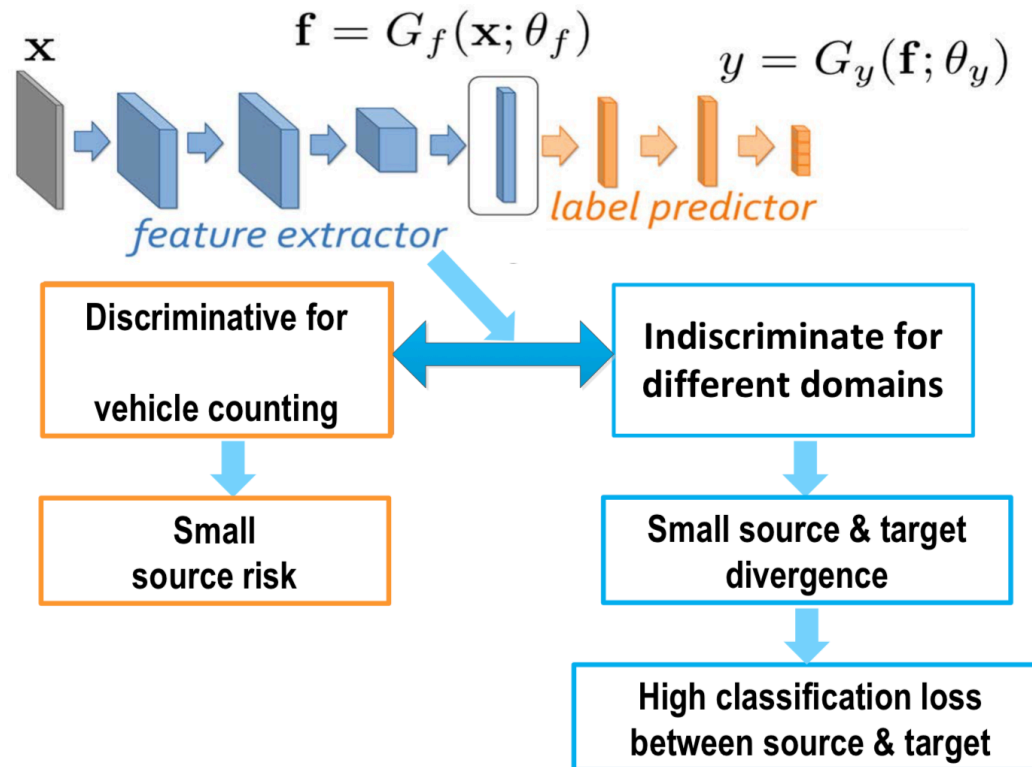 x
f = G_f(x; θ_f)
y = G_y(f; θ_y)
feature extractor
label predictor
Discriminative for
vehicle counting
Indiscriminate for
different domains
Small
source risk
Small source & target
divergence
High classification loss
between source & target